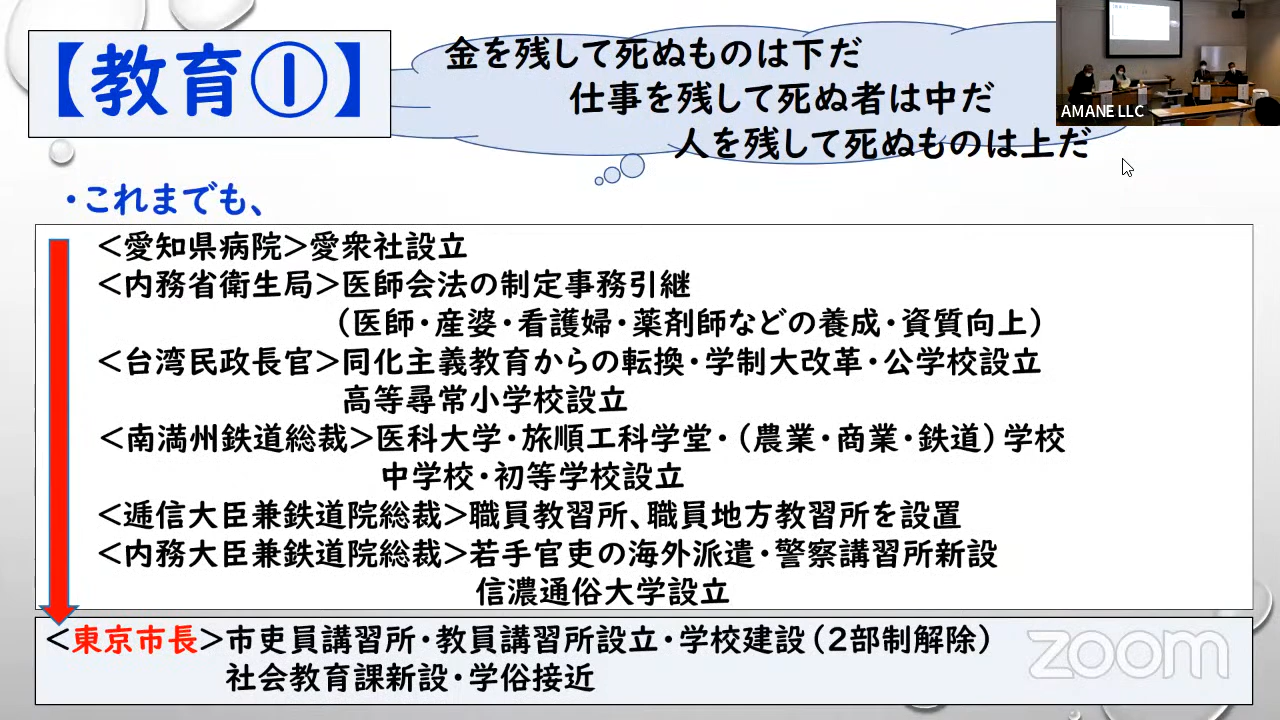 【教育①】
金を残して死ぬものは下だ
仕事を残して死ぬ者は中だ
人を残して死ぬものは上だ
AMANE LLC
・これまでも、
<愛知県病院>愛衆社設立
<内務省衛生局>医師会法の制定事務引継
（医師・産婆・看護婦・薬剤師などの養成・資質向上）
<台湾民政長官>同化主義教育からの転換・学制大改革・公学校設立
高等尋常小学校設立
<南満州鉄道総裁>医科大学・旅順工科学堂・（農業・商業・鉄道）学校
中学校・初等学校設立
<逓信大臣兼鉄道院総裁>職員教習所、職員地方教習所を設置
<内務大臣兼鉄道院総裁>若手官吏の海外派遣・警察講習所新設
信濃通俗大学設立
<東京市長>市吏員講習所・教員講習所設立・学校建設（２部制解除）
社会教育課新設・学俗接近
zoom